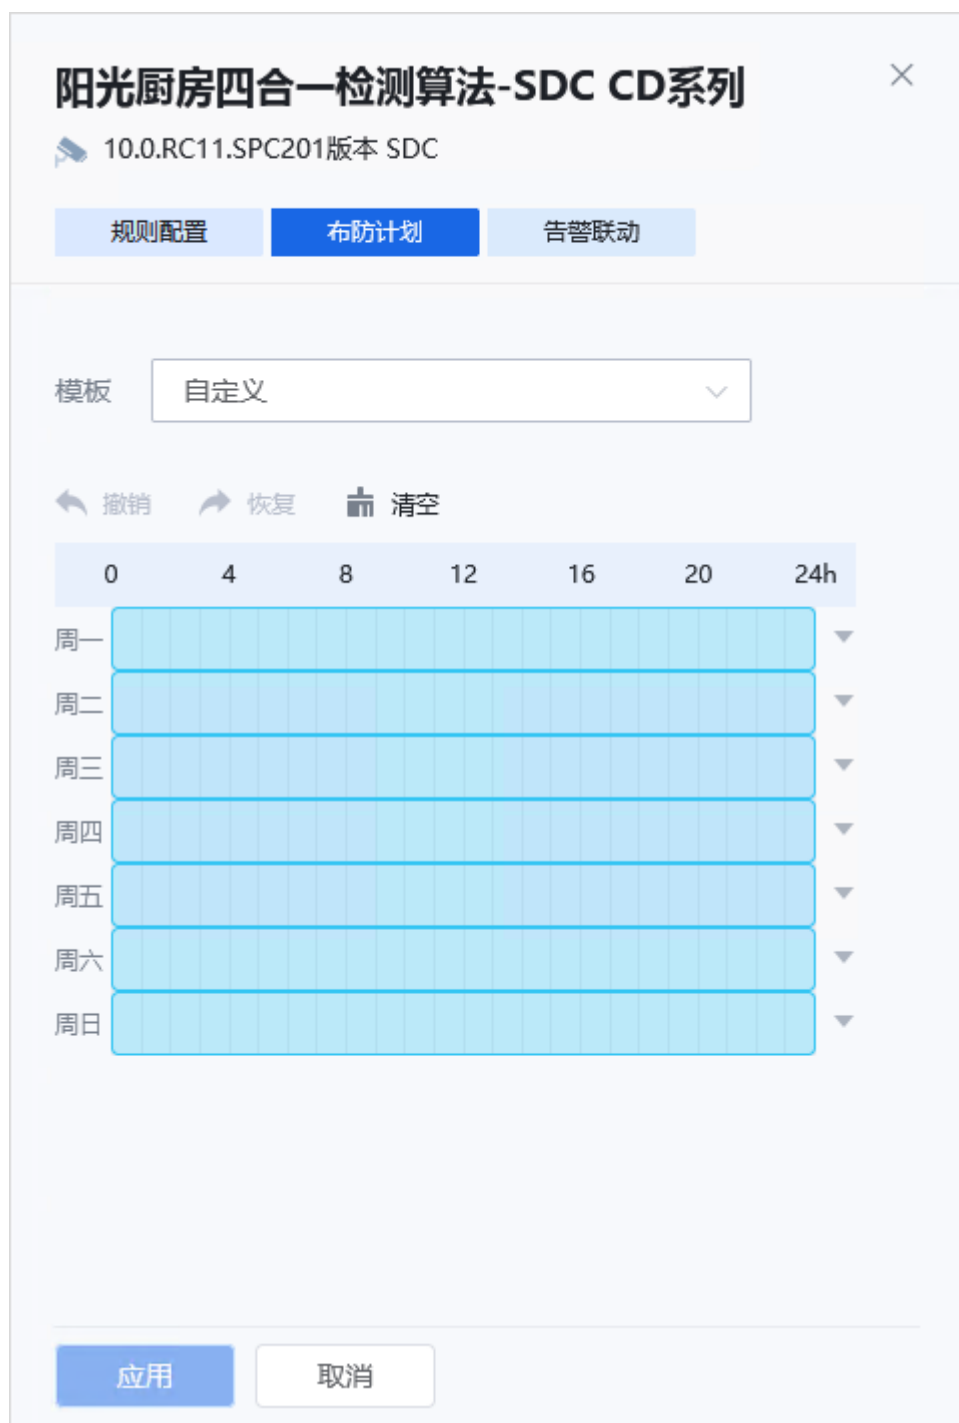 阳光厨房四合一检测算法-SDC CD系列
10.0.RC11.SPC201版本 SDC
规则配置 布防计划 告警联动
模板 自定义
撤销 恢复 清空
0 4 8 12 16 20 24h
周一
周二
周三
周四
周五
周六
周日
应用 取消